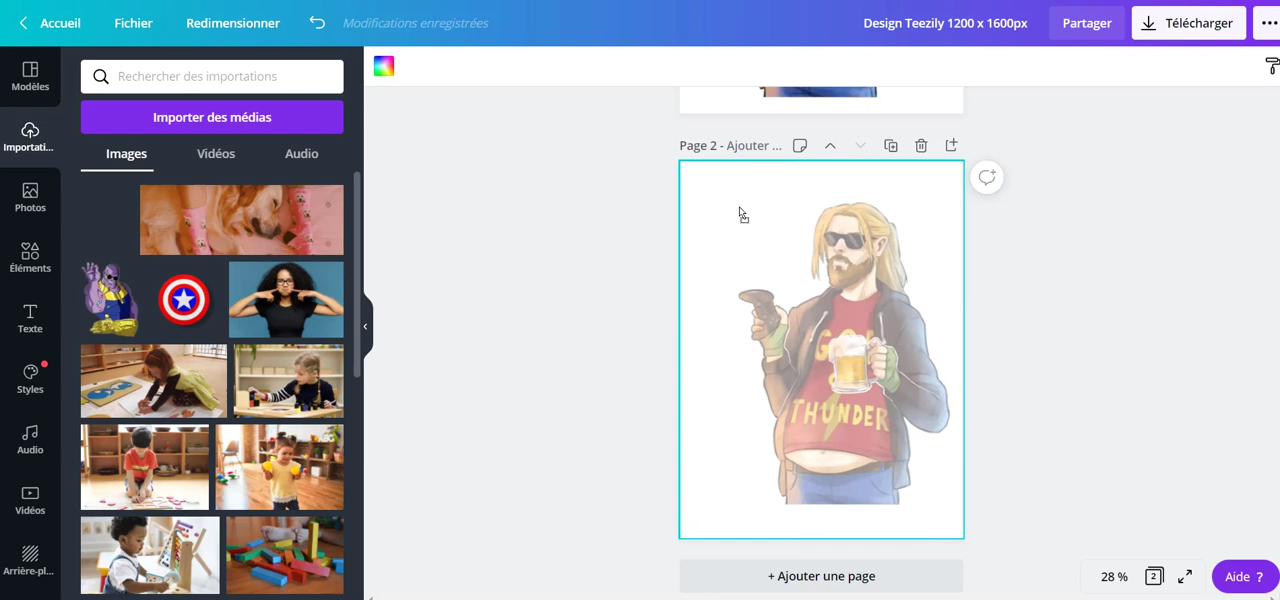 Accueil
Fichier
Redimensionner
Modifications enregistrées
Design Teezily 1200 x 1600px
Partager
Télécharger
Modèles
Importati...
Photos
Éléments
Texte
Styles
Audio
Vidéos
Arrière-pl...
Rechercher des importations
Importer des médias
Images
Vidéos
Audio
Page 2 - Ajouter ...
THUNDER
+ Ajouter une page
28 %
2
Aide ?